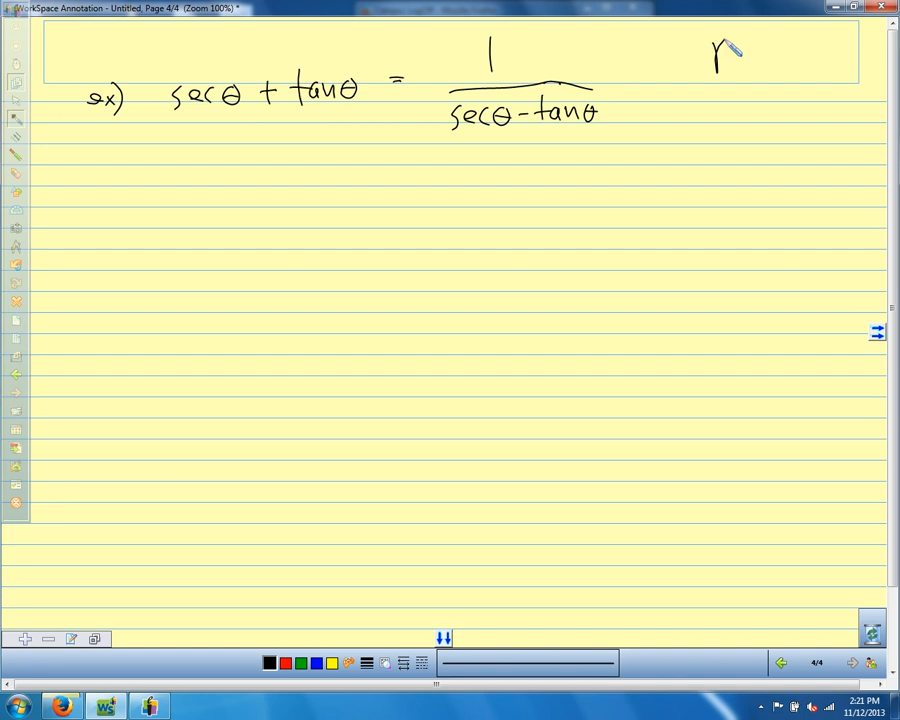 WorkSpace Annotation - Untitled, Page 4/4 (Zoom 100%) *
ex) secθ + tanθ = 1 / (secθ - tanθ)
4/4
2:21 PM
11/12/2013